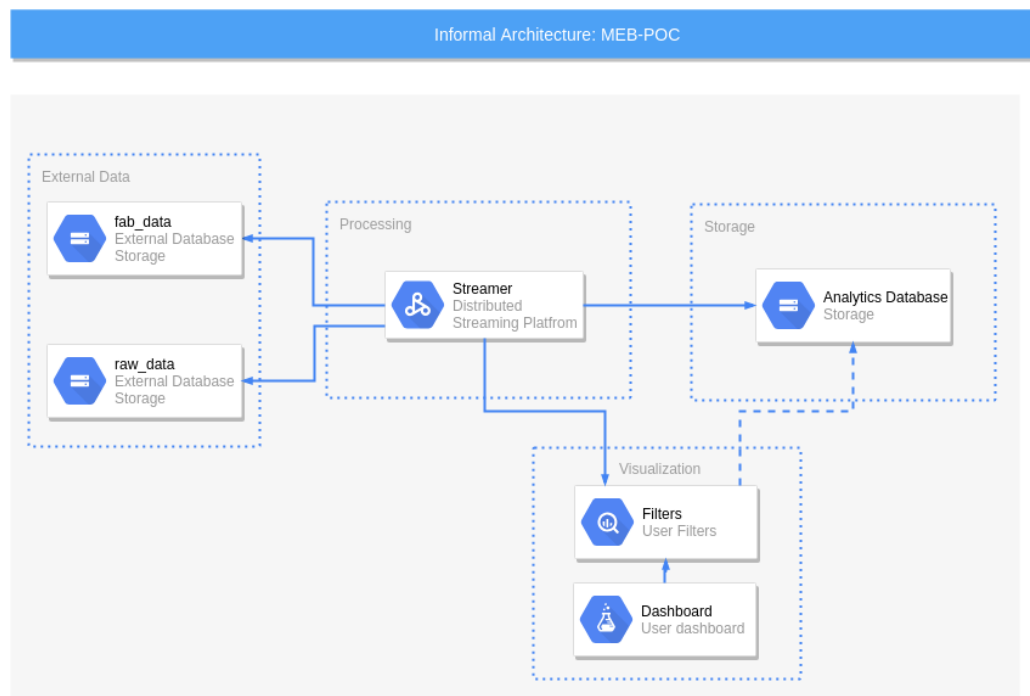 Informal Architecture: MEB-POC
External Data
fab_data
External Database
Storage
raw_data
External Database
Storage
Processing
Streamer
Distributed
Streaming Platfrom
Storage
Analytics Database
Storage
Visualization
Filters
User Filters
Dashboard
User dashboard